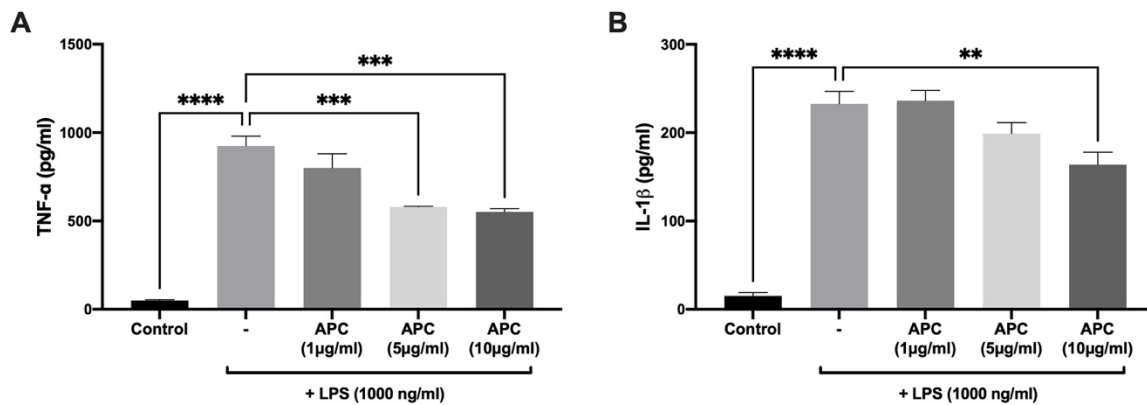 A
TNF-α (pg/ml)
1500
1000
500
0
****
***
***
Control
-
APC
(1µg/ml)
APC
(5µg/ml)
APC
(10µg/ml)
+ LPS (1000 ng/ml)
B
IL-1β (pg/ml)
300
200
100
0
****
**
Control
-
APC
(1µg/ml)
APC
(5µg/ml)
APC
(10µg/ml)
+ LPS (1000 ng/ml)